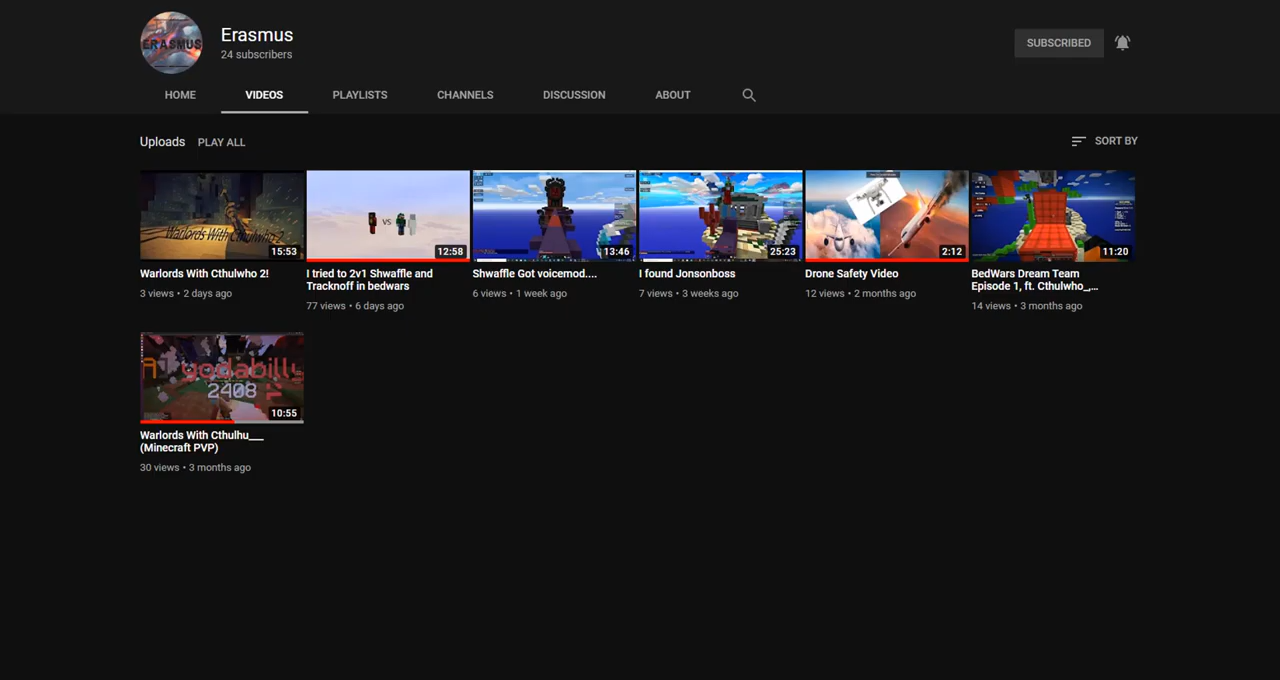 ERASMUS
Erasmus
24 subscribers
SUBSCRIBED
HOME
VIDEOS
PLAYLISTS
CHANNELS
DISCUSSION
ABOUT
Uploads
PLAY ALL
SORT BY
Warlords With Cthulwho 2
15:53
Warlords With Cthulwho 2!
3 views • 2 days ago
VS
12:58
I tried to 2v1 Shwaffle and
Tracknoff in bedwars
77 views • 6 days ago
13:46
Shwaffle Got voicemod....
6 views • 1 week ago
25:23
I found Jonsonboss
7 views • 3 weeks ago
2:12
Drone Safety Video
12 views • 2 months ago
11:20
BedWars Dream Team
Episode 1, ft. Cthulwho_,...
14 views • 3 months ago
yodabilly
2408
10:55
Warlords With Cthulhu___
(Minecraft PVP)
30 views • 3 months ago